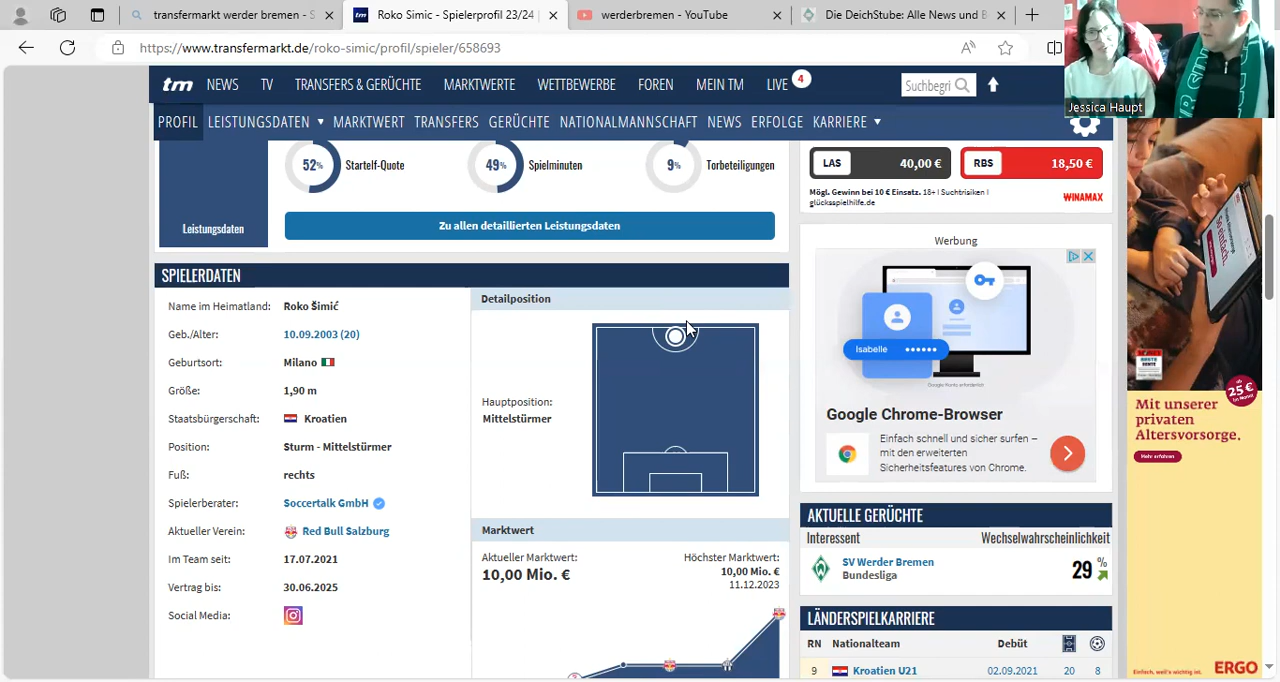 transfermarkt werder bremen - S
Roko Simic - Spielerprofil 23/24 |
werderbremen - YouTube
Die DeichStube: Alle News und B
https://www.transfermarkt.de/roko-simic/profil/spieler/658693
Jessica Haupt
tm NEWS TV TRANSFERS & GERÜCHTE MARKTWERTE WETTBEWERBE FOREN MEIN TM LIVE 4 Suchbegri
PROFIL LEISTUNGSDATEN MARKTWERT TRANSFERS GERÜCHTE NATIONALMANNSCHAFT NEWS ERFOLGE KARRIERE
52% Startelf-Quote 49% Spielminuten 9% Torbeteiligungen
Leistungsdaten
Zu allen detaillierten Leistungsdaten
SPIELERDATEN
Name im Heimatland: Roko Šimić
Geb./Alter: 10.09.2003 (20)
Geburtsort: Milano
Größe: 1,90 m
Staatsbürgerschaft: Kroatien
Position: Sturm - Mittelstürmer
Fuß: rechts
Spielerberater: Soccertalk GmbH
Aktueller Verein: Red Bull Salzburg
Im Team seit: 17.07.2021
Vertrag bis: 30.06.2025
Social Media:
Detailposition
Hauptposition:
Mittelstürmer
Marktwert
Aktueller Marktwert:
10,00 Mio. €
Höchster Marktwert:
10,00 Mio. €
11.12.2023
LAS 40,00 € RBS 18,50 €
Mögl. Gewinn bei 10 € Einsatz. 18+ I Suchtrisiken I
glücksspielhilfe.de
WINAMAX
Werbung
Isabelle
Google Chrome-Browser
Einfach schnell und sicher surfen –
mit den erweiterten
Sicherheitsfeatures von Chrome.
AKTUELLE GERÜCHTE
Interessent Wechselwahrscheinlichkeit
SV Werder Bremen
Bundesliga
29 %
LÄNDERSPIELKARRIERE
RN Nationalteam Debüt
9 Kroatien U21 02.09.2021 20 8
So einfach.
ab
25 €
im Monat
Mit unserer
privaten
Altersvorsorge.
Mehr erfahren
ERGO